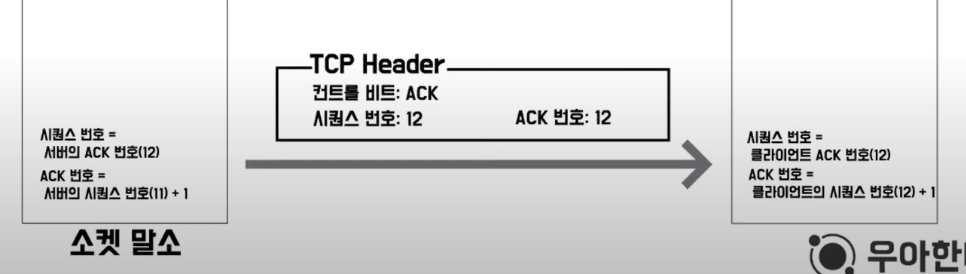 TCP Header
컨트롤 비트: ACK
시퀀스 번호: 12 ACK 번호: 12
시퀀스 번호 =
서버의 ACK 번호(12)
ACK 번호 =
서버의 시퀀스 번호(11) + 1
소켓 말소
시퀀스 번호 =
클라이언트 ACK 번호(12)
ACK 번호 =
클라이언트의 시퀀스 번호(12) + 1
우아한